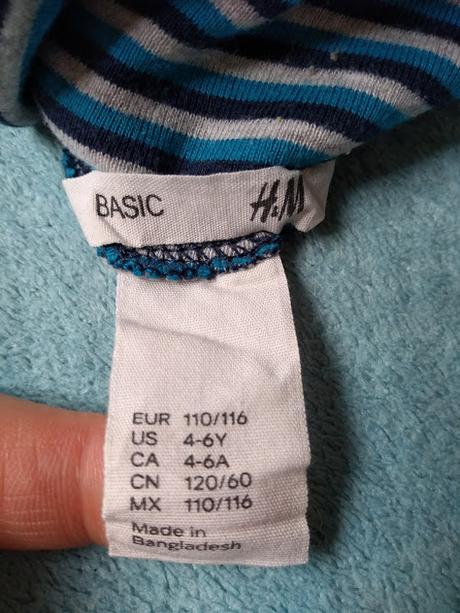 BASIC H&M
EUR 110/116
US 4-6Y
CA 4-6A
CN 120/60
MX 110/116
Made in
Bangladesh